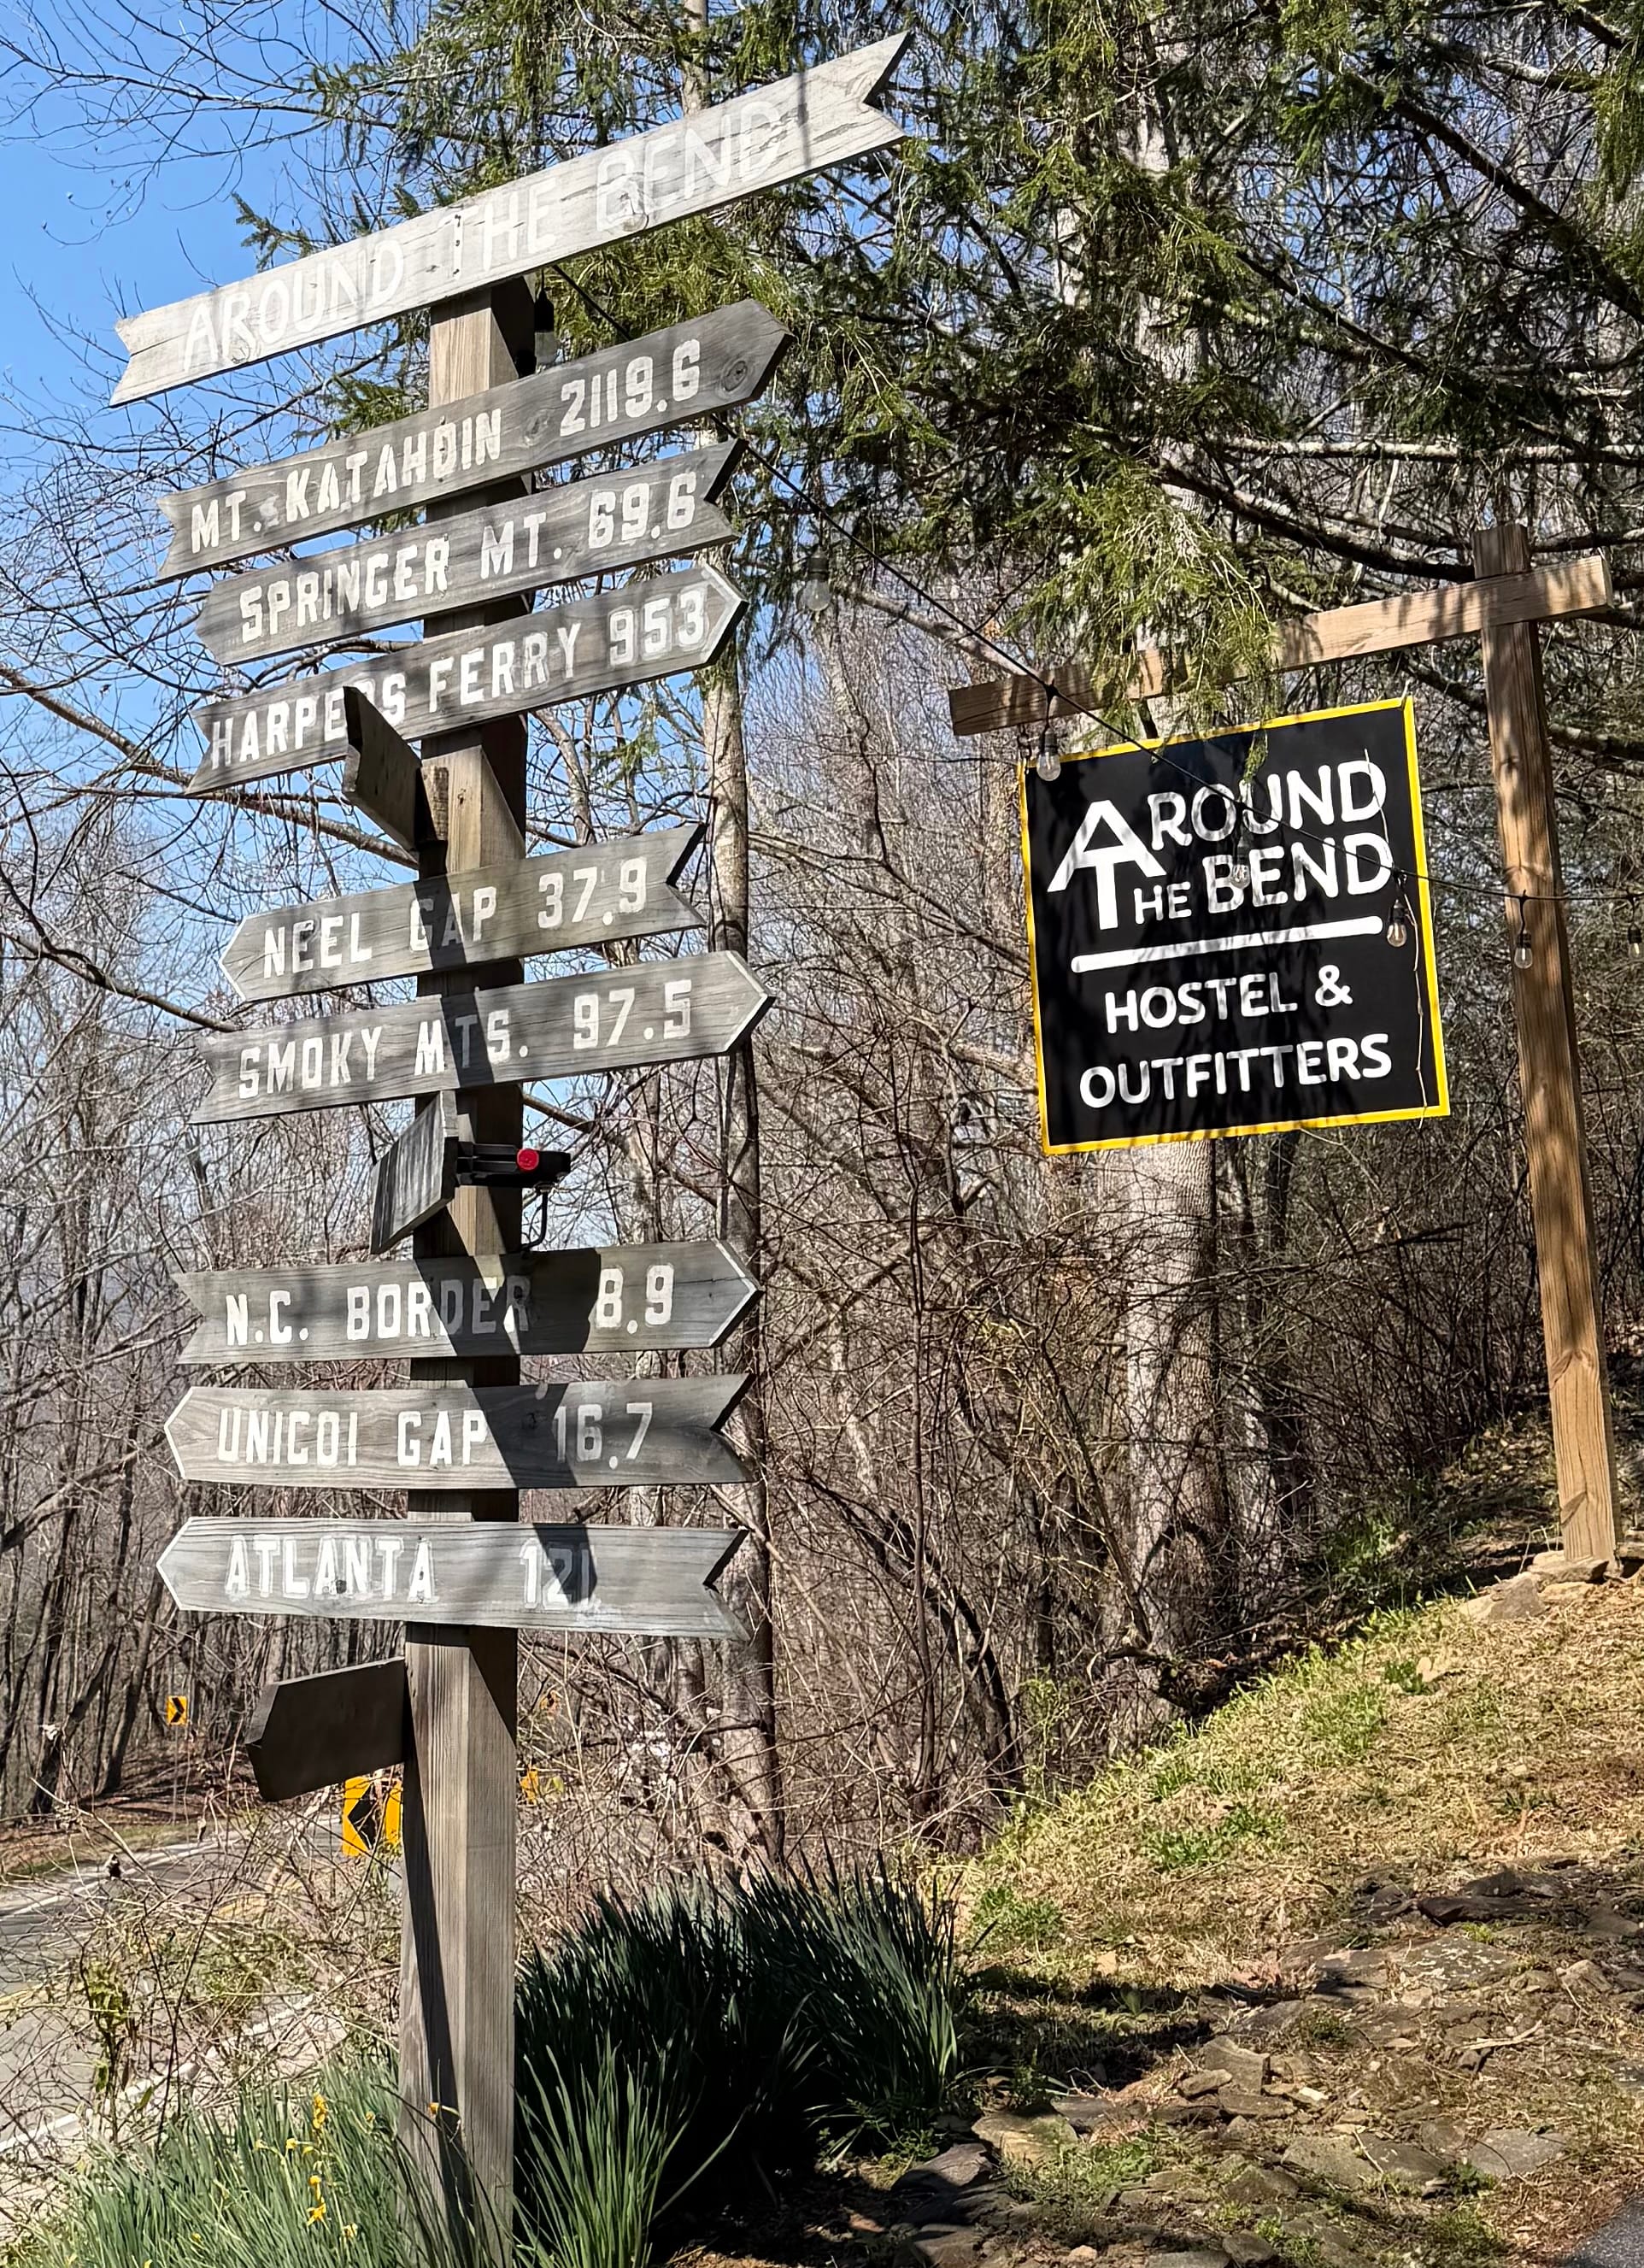 AROUND THE BEND
MT. KATAHDIN 2119.6
SPRINGER MT. 69.6
HARPERS FERRY 953
NEEL GAP 37.9
SMOKY MTS. 97.5
N.C. BORDER 8.9
UNICOI GAP 16.7
ATLANTA 121
AROUND
THE BEND
HOSTEL &
OUTFITTERS